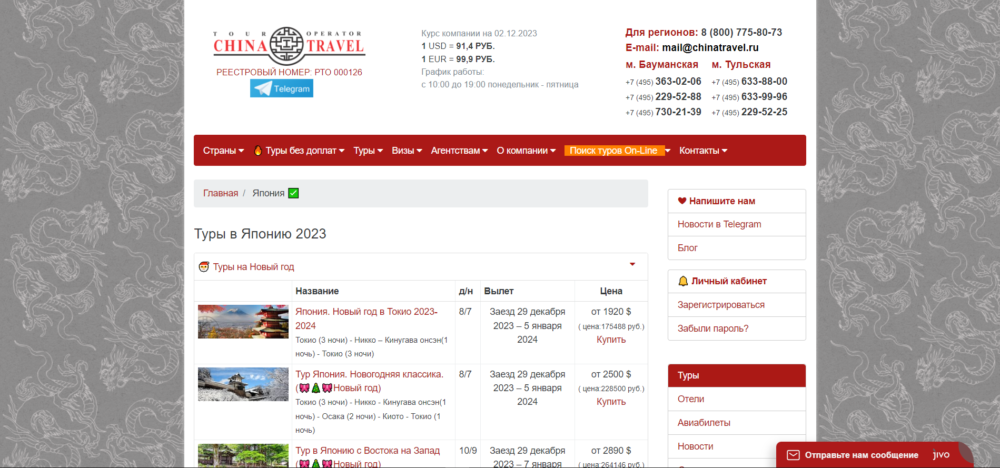 TOUR OPERATOR
CHINA TRAVEL
РЕЕСТРОВЫЙ НОМЕР: РТО 000126
Telegram
Курс компании на 02.12.2023
1 USD = 91,4 РУБ.
1 EUR = 99,9 РУБ.
График работы:
с 10:00 до 19:00 понедельник - пятница
Для регионов: 8 (800) 775-80-73
E-mail: mail@chinatravel.ru
м. Бауманская м. Тульская
+7 (495) 363-02-06 +7 (495) 633-88-00
+7 (495) 229-52-88 +7 (495) 633-99-96
+7 (495) 730-21-39 +7 (495) 229-52-25
Страны Туры без доплат Туры Визы Агентствам О компании Поиск туров On-Line Контакты
Главная / Япония
Туры в Японию 2023
Туры на Новый год
Название д/н Вылет Цена
Япония. Новый год в Токио 2023-
2024
Токио (3 ночи) - Никко – Кинугава онсэн(1
ночь) - Токио (3 ночи)
8/7
Заезд 29 декабря
2023 – 5 января
2024
от 1920 $
( цена:175488 руб.)
Купить
Тур Япония. Новогодняя классика.
(🎀🎄🎀Новый год)
Токио (3 ночи) - Никко - Кинугава онсэн(1
ночь) - Осака (2 ночи) - Киото - Токио (1
ночь)
8/7
Заезд 29 декабря
2023 – 5 января
2024
от 2500 $
( цена:228500 руб.)
Купить
Тур в Японию с Востока на Запад
(🎀🎄🎀Новый год)
10/9
Заезд 29 декабря
2023 – 7 января
от 2890 $
( цена:264146 руб.)
Напишите нам
Новости в Telegram
Блог
Личный кабинет
Зарегистрироваться
Забыли пароль?
Туры
Отели
Авиабилеты
Новости
Отправьте нам сообщение jivo